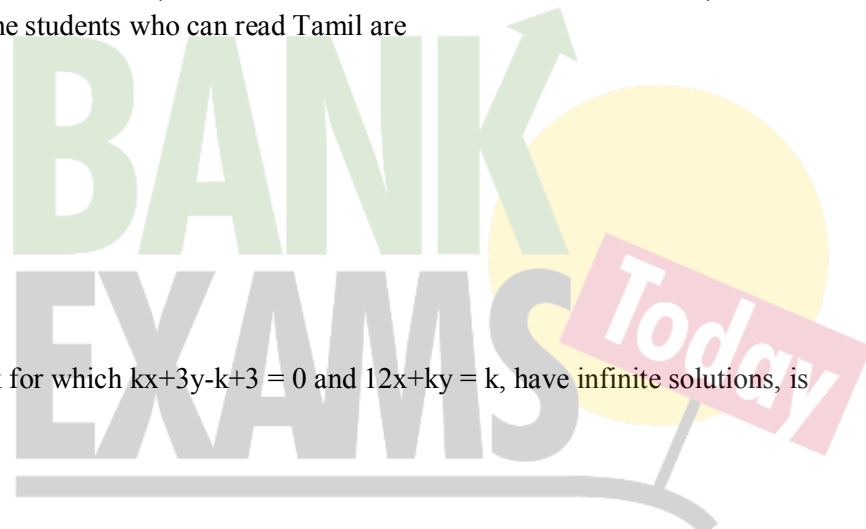 he students who can read Tamil are
BANK
EXAMS
Today
for which kx+3y-k+3 = 0 and 12x+ky = k, have infinite solutions, is